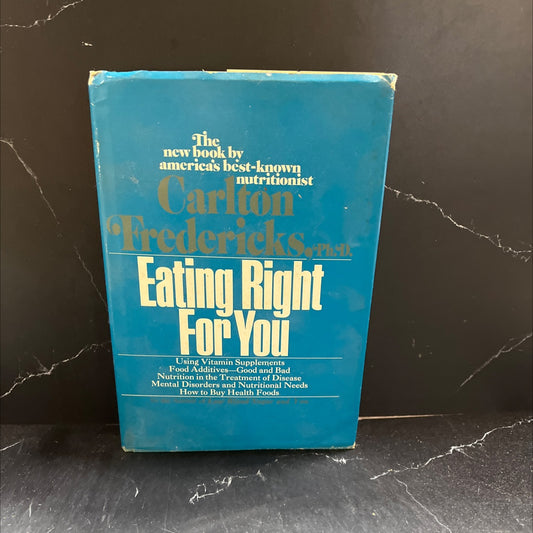 The
new book by
america's best-known
nutritionist
Carlton
Fredericks, Ph.D.
Eating Right
For You
Using Vitamin Supplements
Food Additives—Good and Bad
Nutrition in the Treatment of Disease
Mental Disorders and Nutritional Needs
How to Buy Health Foods